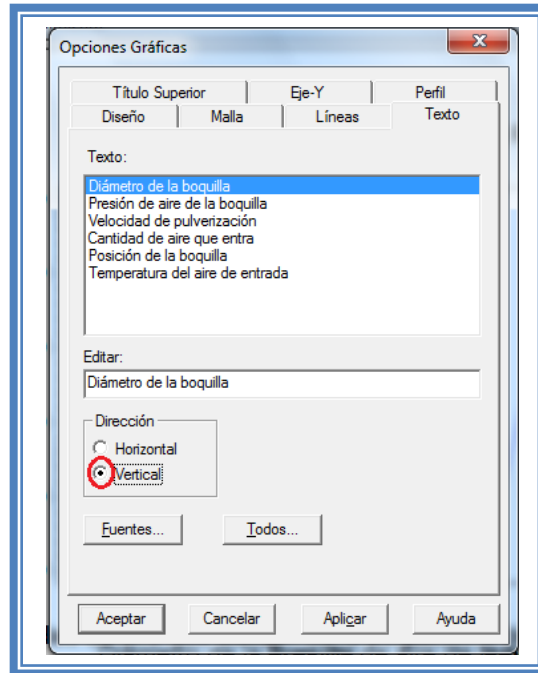 Opciones Gráficas
Título Superior Eje-Y Perfil
Diseño Malla Líneas Texto
Texto:
Diámetro de la boquilla
Presión de aire de la boquilla
Velocidad de pulverización
Cantidad de aire que entra
Posición de la boquilla
Temperatura del aire de entrada
Editar:
Diámetro de la boquilla
Dirección
Horizontal
Vertical
Fuentes... Todos...
Aceptar Cancelar Aplicar Ayuda